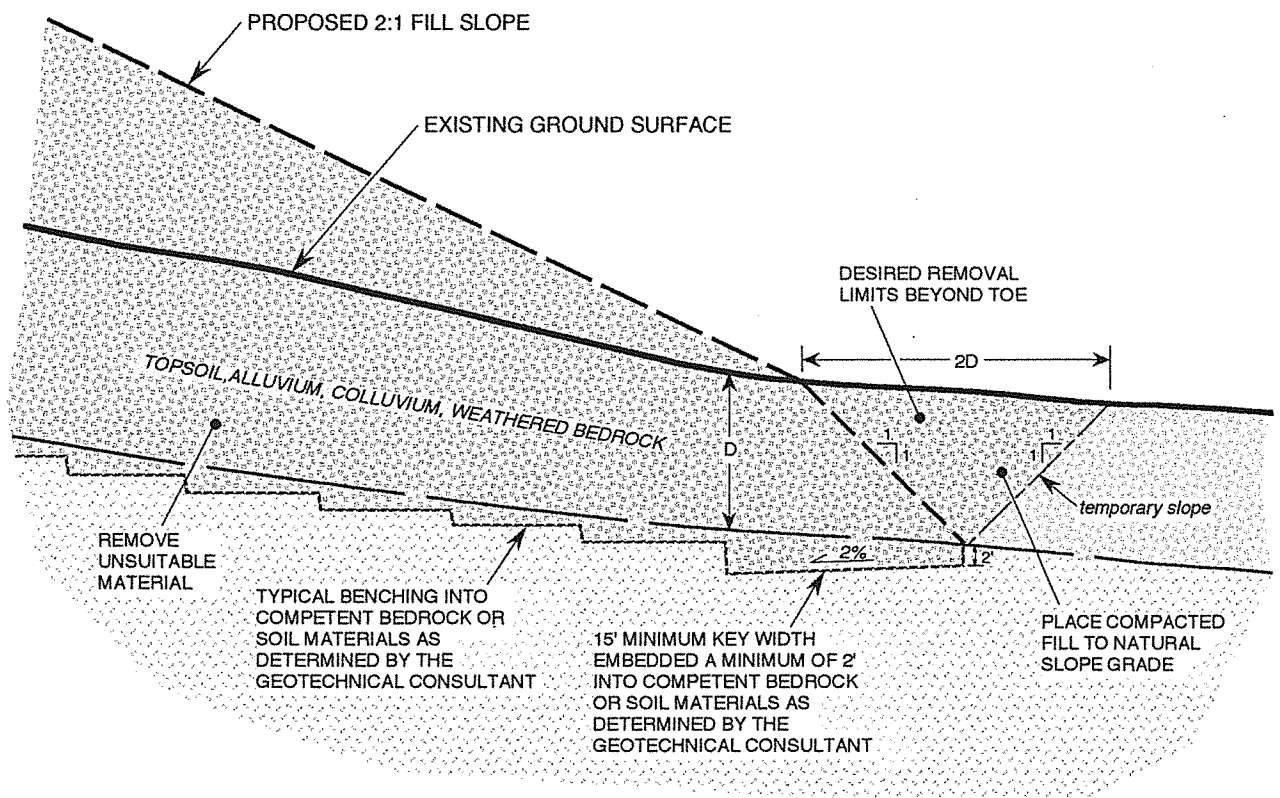 PROPOSED 2:1 FILL SLOPE
EXISTING GROUND SURFACE
DESIRED REMOVAL
LIMITS BEYOND TOE
2D
TOPSOIL,ALLUVIUM, COLLUVIUM, WEATHERED BEDROCK
D
1
1
1
1
temporary slope
2%
2'
REMOVE
UNSUITABLE
MATERIAL
TYPICAL BENCHING INTO
COMPETENT BEDROCK OR
SOIL MATERIALS AS
DETERMINED BY THE
GEOTECHNICAL CONSULTANT
15' MINIMUM KEY WIDTH
EMBEDDED A MINIMUM OF 2'
INTO COMPETENT BEDROCK
OR SOIL MATERIALS AS
DETERMINED BY THE
GEOTECHNICAL CONSULTANT
PLACE COMPACTED
FILL TO NATURAL
SLOPE GRADE